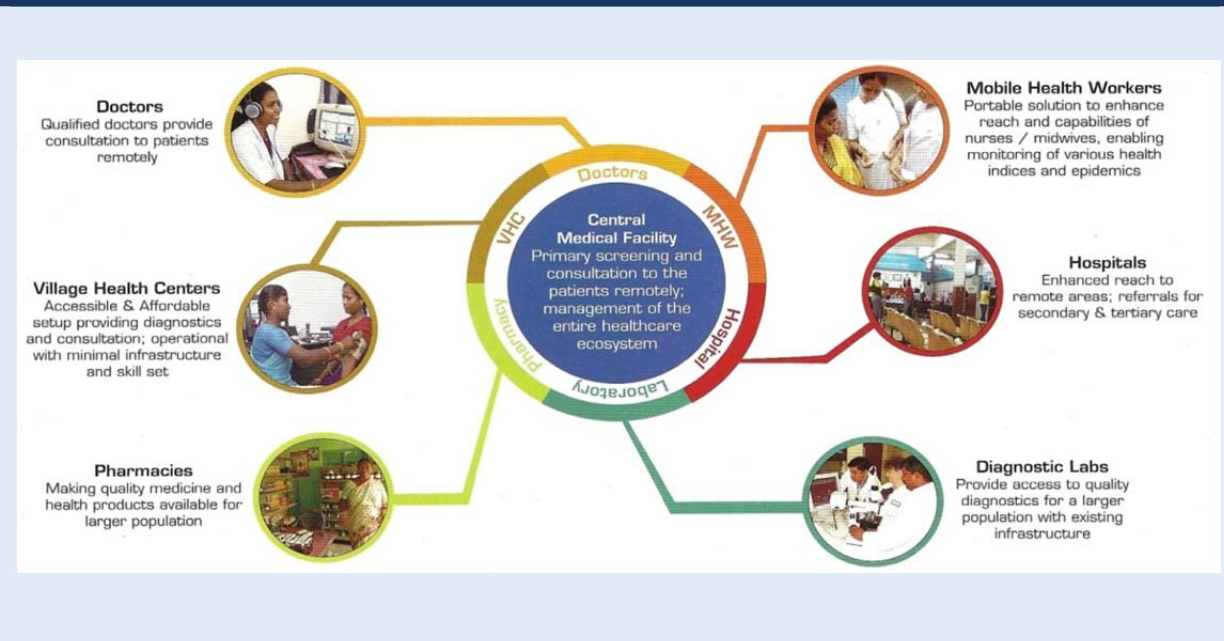 Doctors
Qualified doctors provide
consultation to patients
remotely
Mobile Health Workers
Portable solution to enhance
reach and capabilities of
nurses / midwives, enabling
monitoring of various health
indices and epidemics
Doctors
VHC
MHW
Central
Medical Facility
Primary screening and
consultation to the
patients remotely;
management of the
entire healthcare
ecosystem
Pharmacy
Hospital
Laboratory
Village Health Centers
Accessible & Affordable
setup providing diagnostics
and consultation; operational
with minimal infrastructure
and skill set
Hospitals
Enhanced reach to
remote areas; referrals for
secondary & tertiary care
Pharmacies
Making quality medicine and
health products available for
larger population
Diagnostic Labs
Provide access to quality
diagnostics for a larger
population with existing
infrastructure